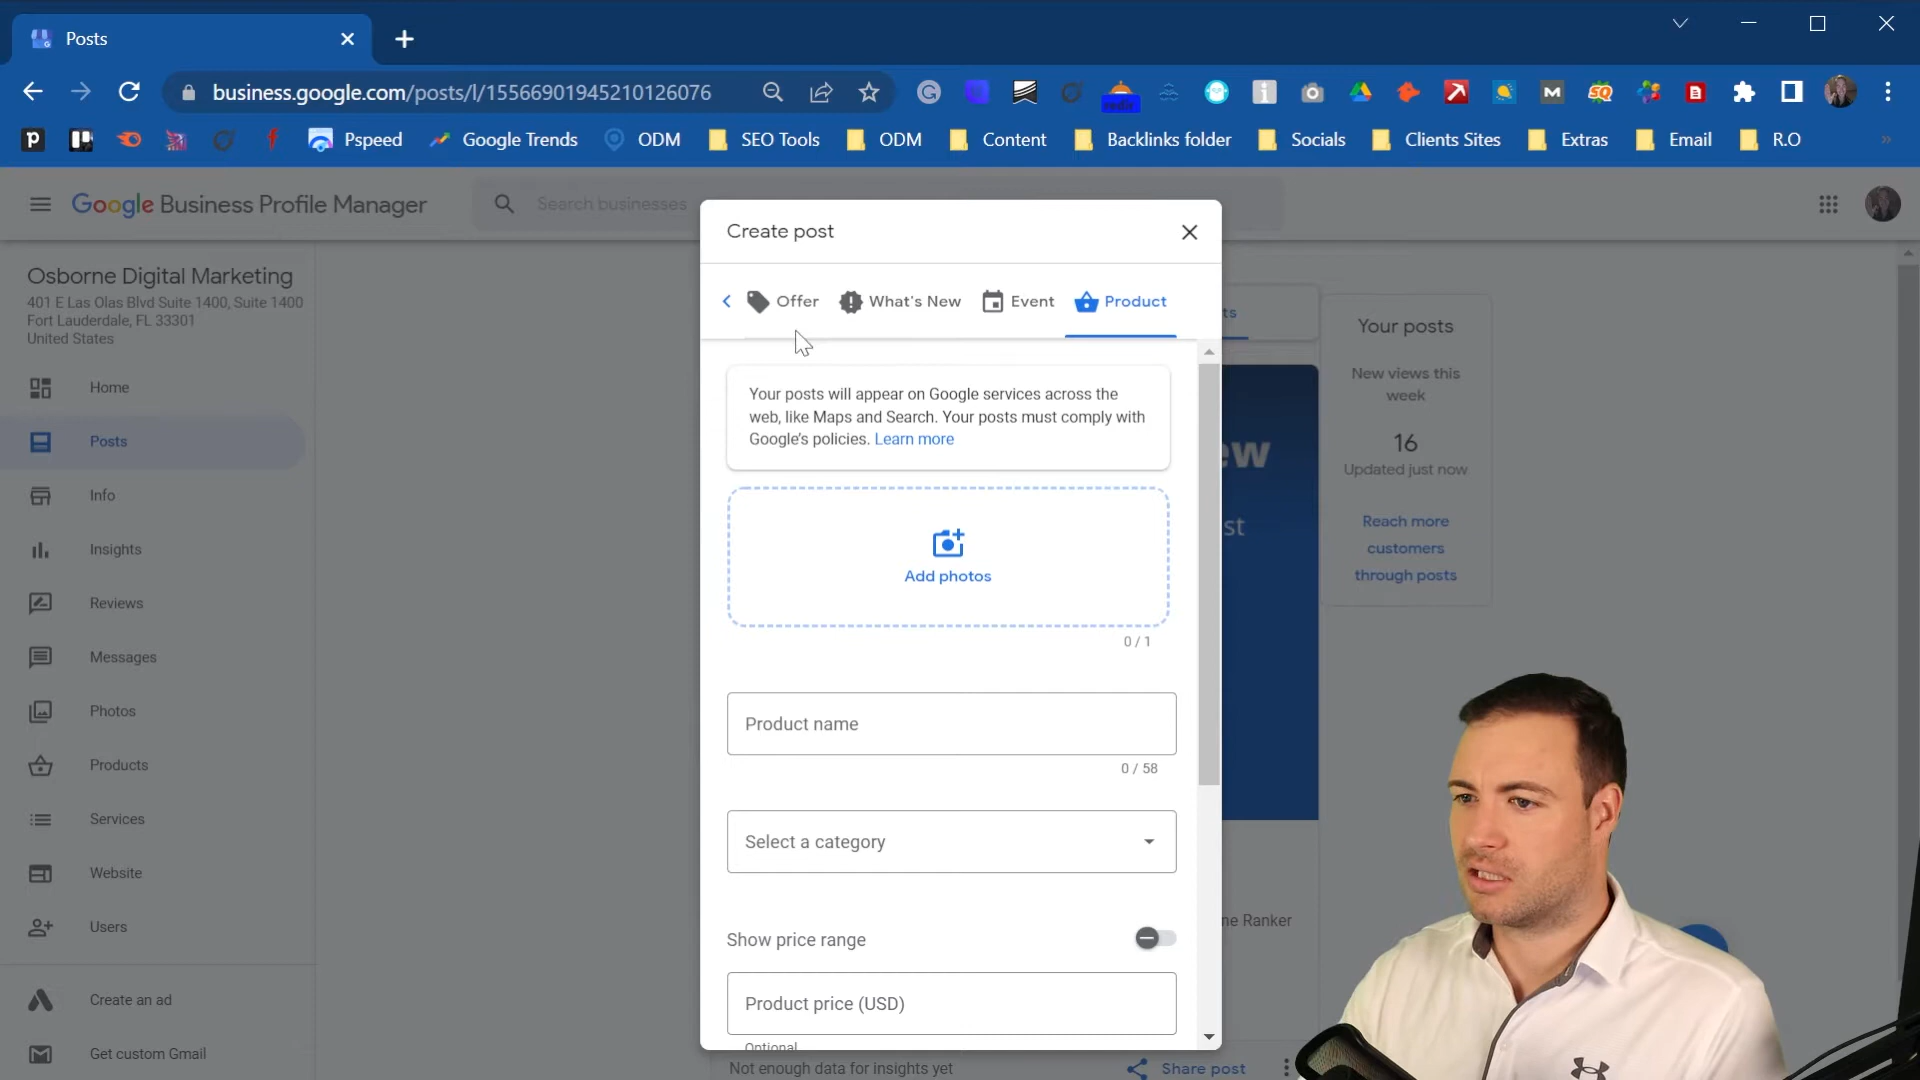 Posts
business.google.com/posts/l/15566901945210126076
Pspeed
Google Trends
ODM
SEO Tools
ODM
Content
Backlinks folder
Socials
Clients Sites
Extras
Email
R.O
Google Business Profile Manager
Search businesses
Osborne Digital Marketing
401 E Las Olas Blvd Suite 1400, Suite 1400
Fort Lauderdale, FL 33301
United States
Home
Posts
Info
Insights
Reviews
Messages
Photos
Products
Services
Website
Users
Create an ad
Get custom Gmail
Create post
Offer
What's New
Event
Product
Your posts will appear on Google services across the
web, like Maps and Search. Your posts must comply with
Google's policies. Learn more
Add photos
0 / 1
Product name
0 / 58
Select a category
Show price range
Product price (USD)
Optional
Not enough data for insights yet
Share post
ts
ew
st
ne Ranker
Your posts
New views this
week
16
Updated just now
Reach more
customers
through posts